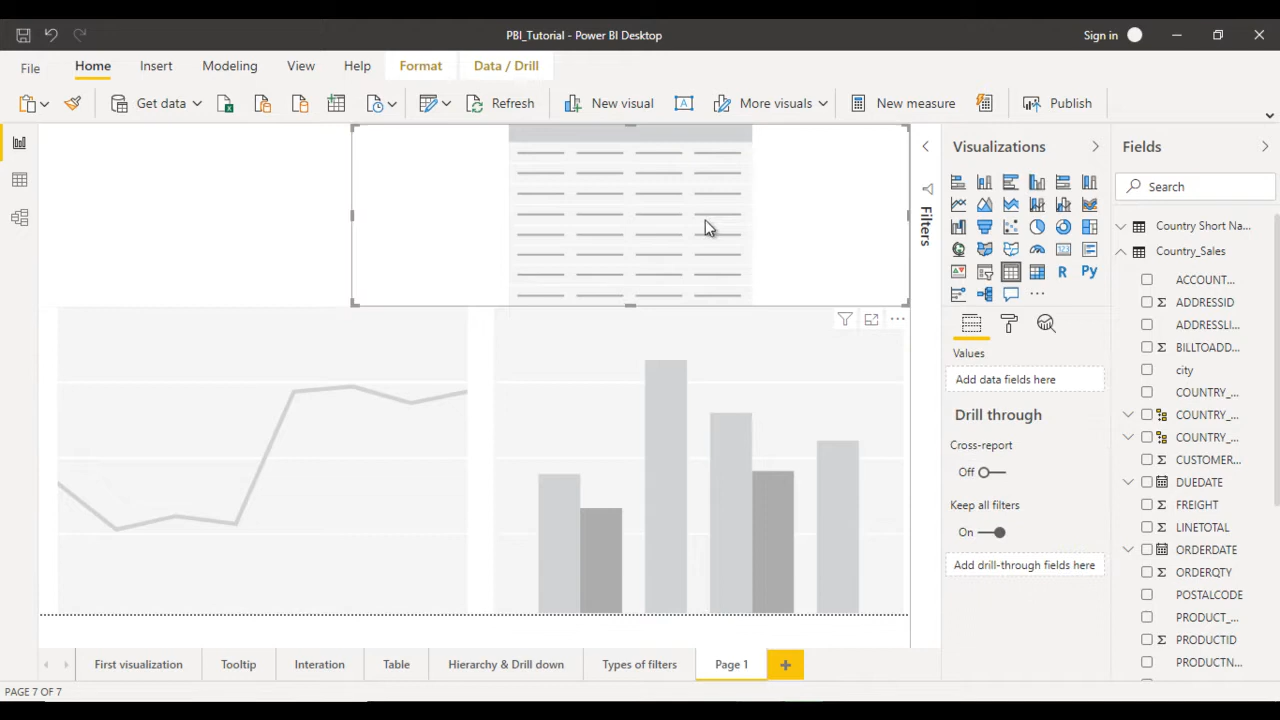 PBI_Tutorial - Power BI Desktop
Sign in
File
Home
Insert
Modeling
View
Help
Format
Data / Drill
Get data
Refresh
New visual
A
More visuals
New measure
Publish
Filters
Visualizations
R
Py
Values
Add data fields here
Drill through
Cross-report
Off
Keep all filters
On
Add drill-through fields here
Fields
Search
Country Short Na...
Country_Sales
ACCOUNT...
ADDRESSID
ADDRESSLI...
BILLTOADD...
city
COUNTRY_...
COUNTRY_...
COUNTRY_...
CUSTOMER...
DUEDATE
FREIGHT
LINETOTAL
ORDERDATE
ORDERQTY
POSTALCODE
PRODUCT_...
PRODUCTID
PRODUCTN...
First visualization
Tooltip
Interation
Table
Hierarchy & Drill down
Types of filters
Page 1
PAGE 7 OF 7